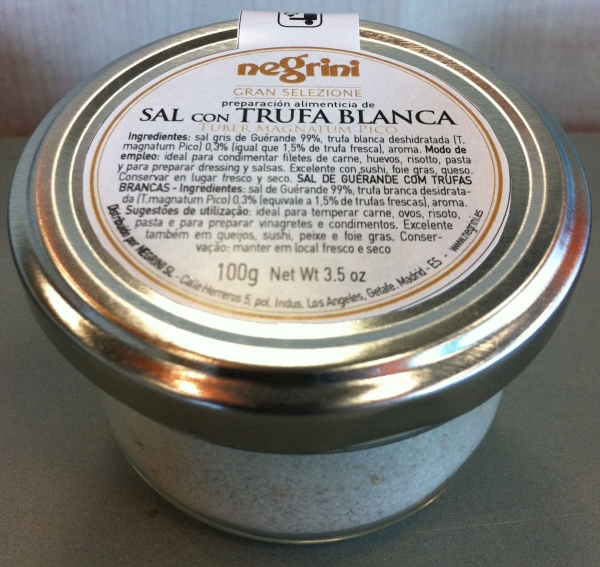 negrini
GRAN SELEZIONE
preparación alimenticia de
SAL CON TRUFA BLANCA
TUBER MAGNATUM PICO
Ingredientes: sal gris de Guérande 99%, trufa blanca deshidratada (T.
magnatum Pico) 0,3% (igual que 1,5% de trufa fresca), aroma. Modo de
empleo: ideal para condimentar filetes de carne, huevos, risotto, pasta
y para preparar dressing y salsas. Excelente con sushi, foie gras, queso.
Conservar en lugar fresco y seco. SAL DE GUÉRANDE COM TRUFAS
BRANCAS - Ingredientes: sal de Guérande 99%, trufa branca desidrata-
da (T.magnatum Pico) 0,3% (equivale a 1,5% de trufas frescas), aroma.
Sugestões de utilização: ideal para temperar carne, ovos, risoto,
pasta e para preparar vinagretes e condimentos. Excelente
também em queijos, sushi, peixe e foie gras. Conser-
vação: manter em local fresco e seco
100g Net Wt 3.5 oz
Distribuido por NEGRINI SL - Calle Herreros 5, pol. Indus. Los Angeles, Getafe, Madrid - ES - www.negrini.es